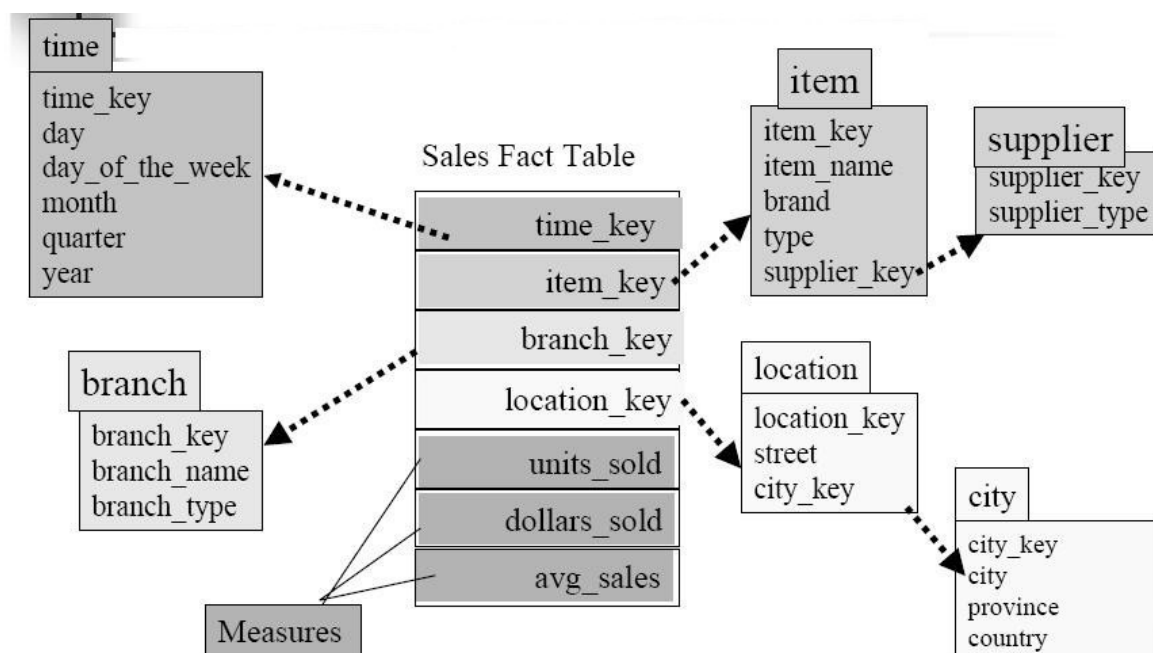 time
time_key
day
day_of_the_week
month
quarter
year
Sales Fact Table
time_key
item_key
branch_key
location_key
units_sold
dollars_sold
avg_sales
Measures
branch
branch_key
branch_name
branch_type
item
item_key
item_name
brand
type
supplier_key
supplier
supplier_key
supplier_type
location
location_key
street
city_key
city
city_key
city
province
country